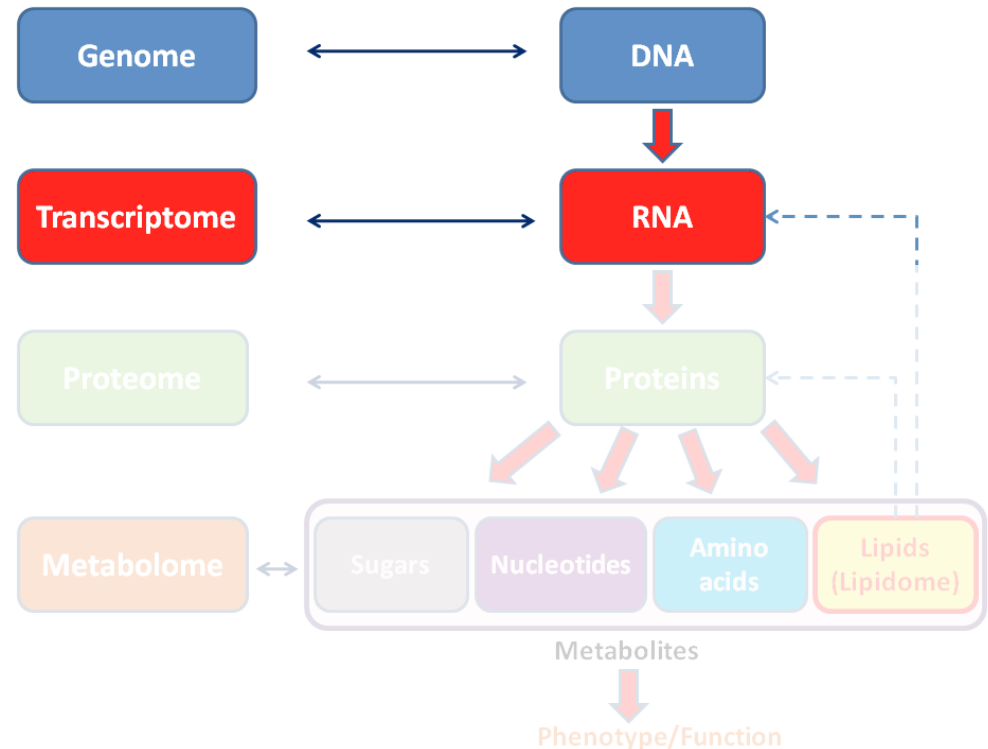 Genome
DNA
Transcriptome
RNA
Proteome
Proteins
Metabolome
Sugars
Nucleotides
Amino
acids
Lipids
(Lipidome)
Metabolites
Phenotype/Function